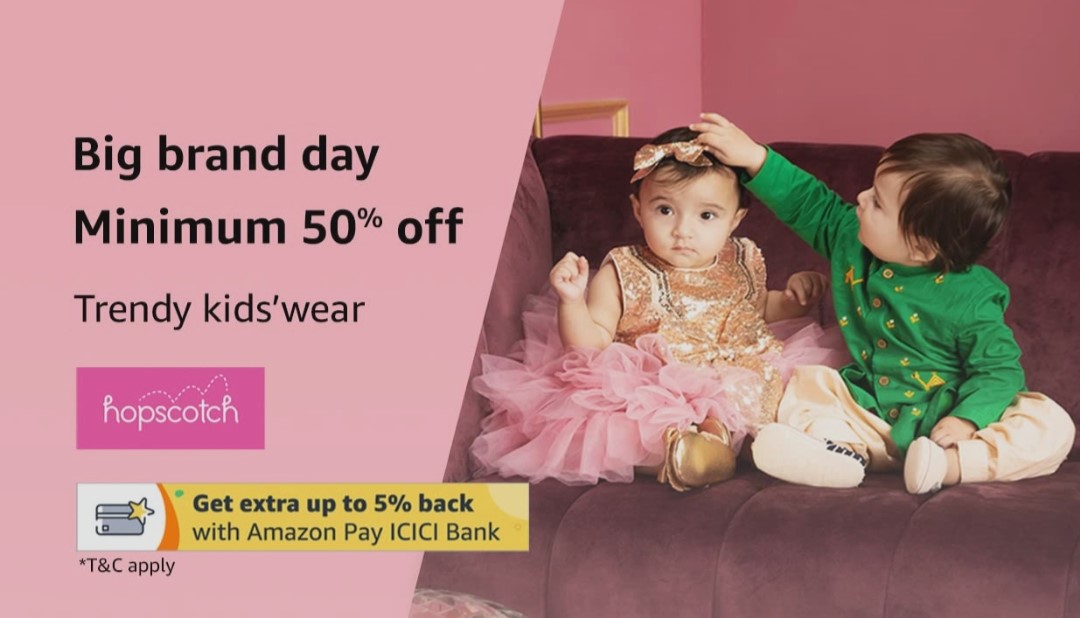 Big brand day
Minimum 50% off
Trendy kids'wear
hopscotch
Get extra up to 5% back
with Amazon Pay ICICI Bank
*T&C apply